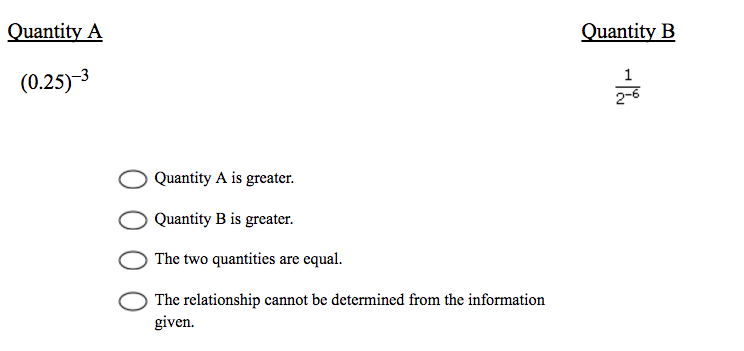 Quantity A Quantity B
(0.25)⁻³ 1/2⁻⁶
Quantity A is greater.
Quantity B is greater.
The two quantities are equal.
The relationship cannot be determined from the information
given.